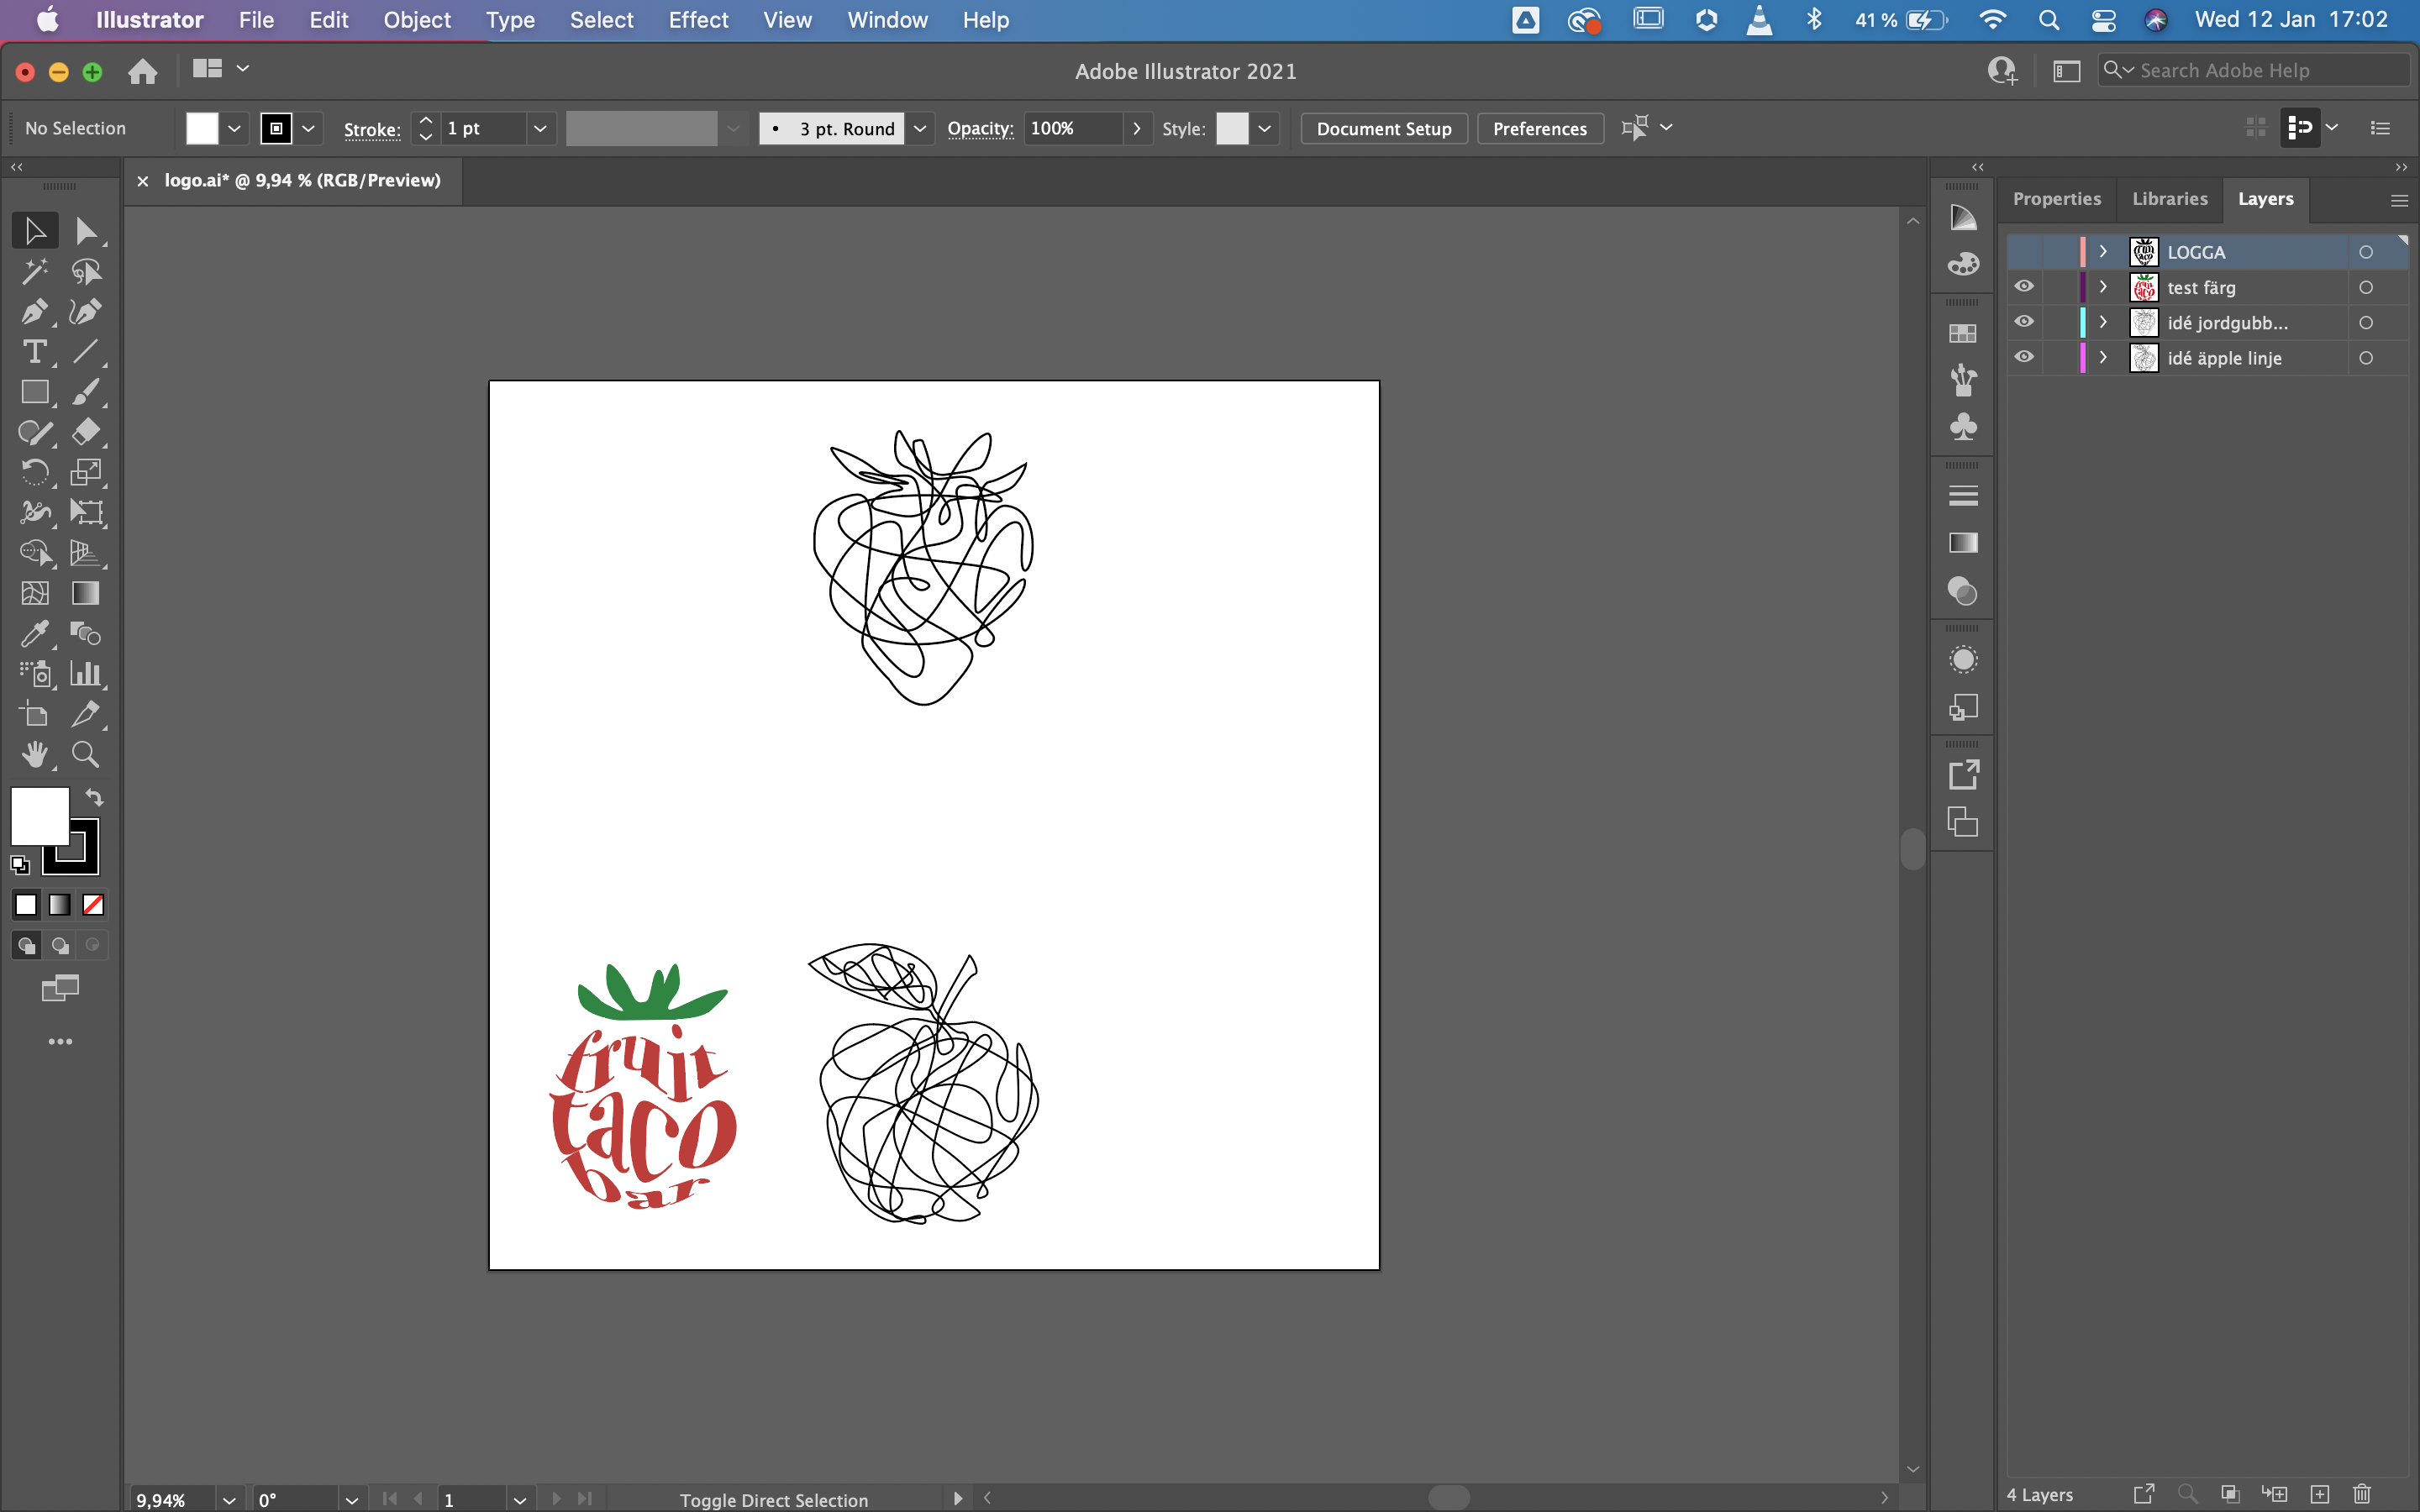 Illustrator File Edit Object Type Select Effect View Window Help 41 % Wed 12 Jan 17:02
Adobe Illustrator 2021 Search Adobe Help
No Selection Stroke: 1 pt 3 pt. Round Opacity: 100% Style: Document Setup Preferences
logo.ai* @ 9,94 % (RGB/Preview)
Properties Libraries Layers
LOGGA
test färg
idé jordgubb...
idé äpple linje
fruit
taco
bar
9,94% 0° 1 Toggle Direct Selection 4 Layers